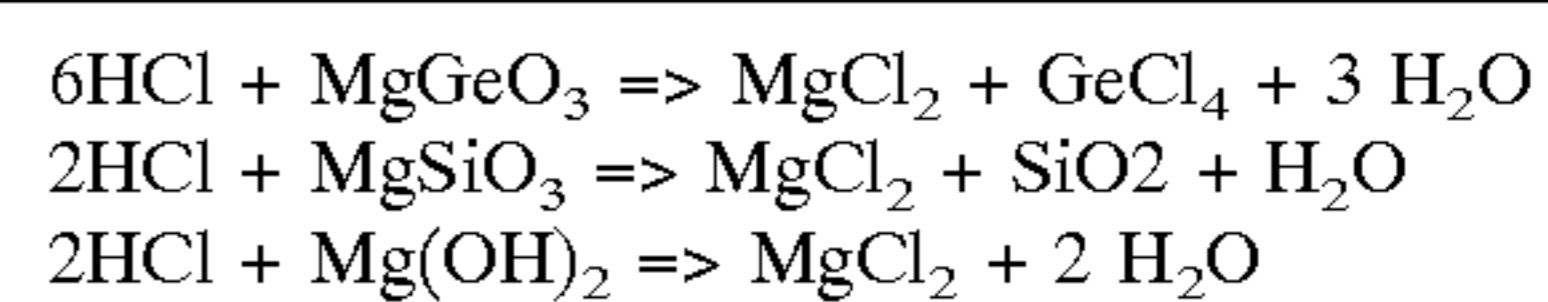 6HCl + MgGeO₃ => MgCl₂ + GeCl₄ + 3 H₂O
2HCl + MgSiO₃ => MgCl₂ + SiO2 + H₂O
2HCl + Mg(OH)₂ => MgCl₂ + 2 H₂O